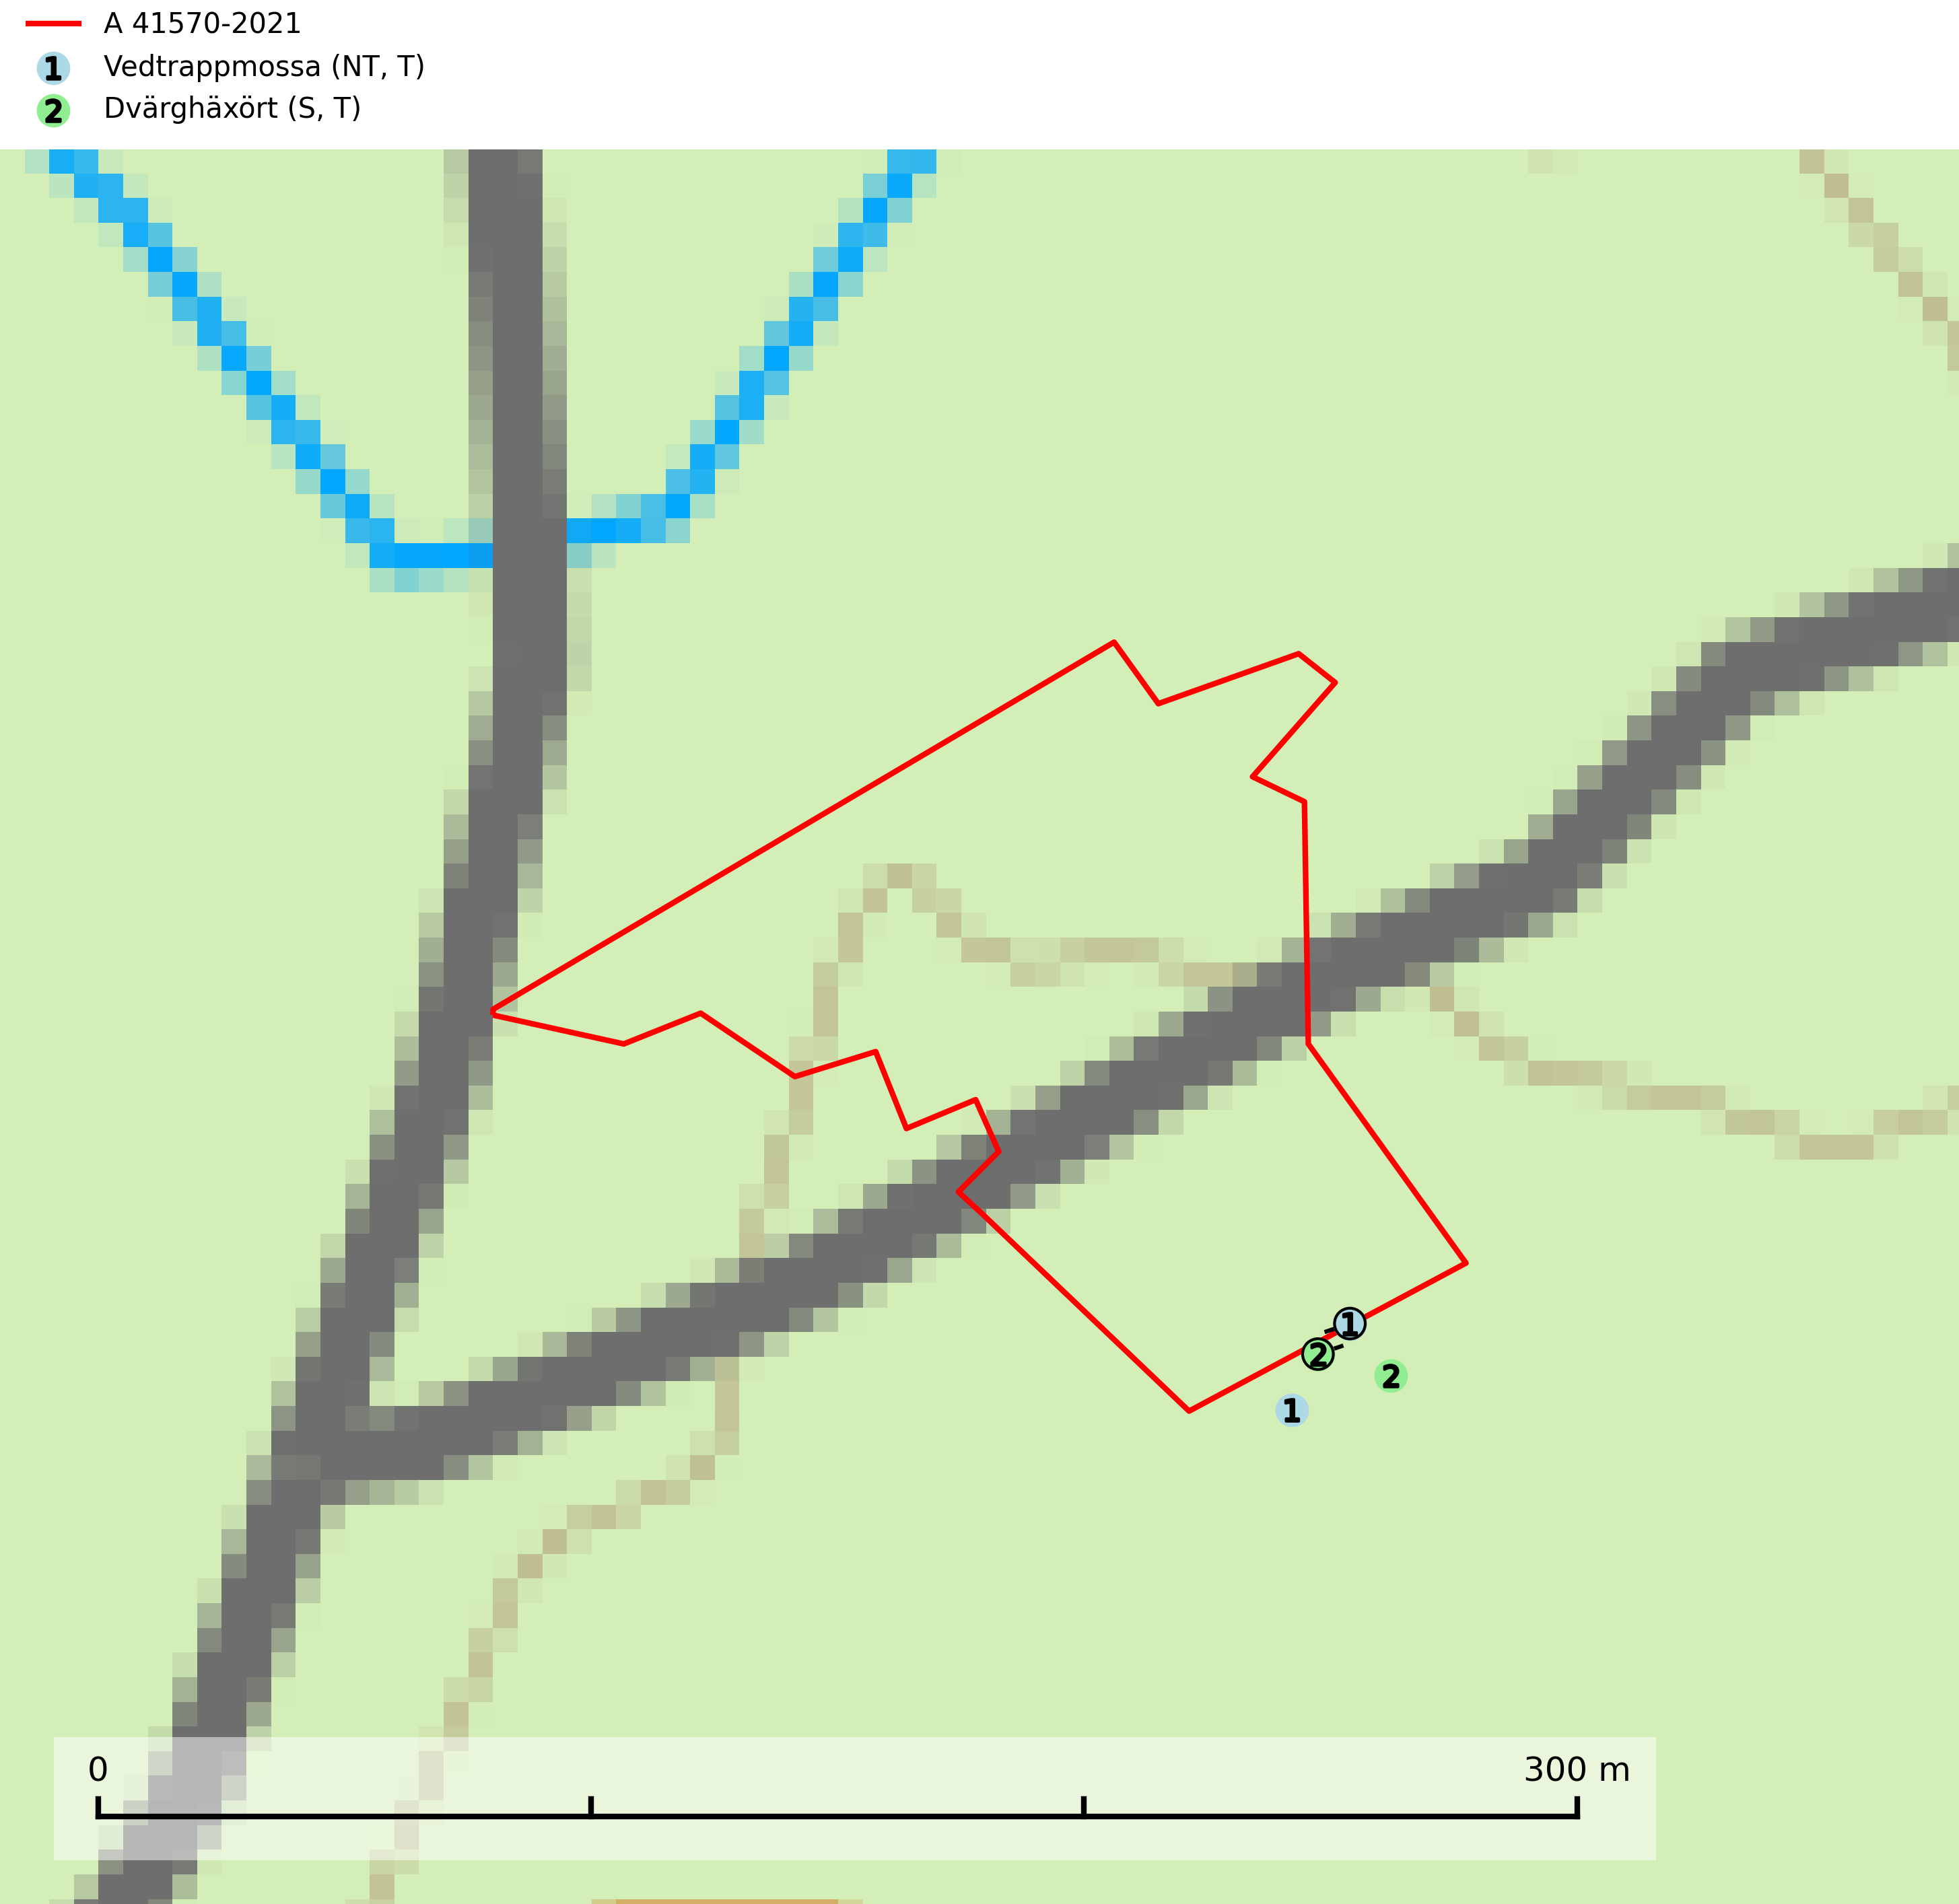 A 41570-2021
1 Vedtrappmossa (NT, T)
2 Dvärghäxört (S, T)
1
2
2
1
0 300 m